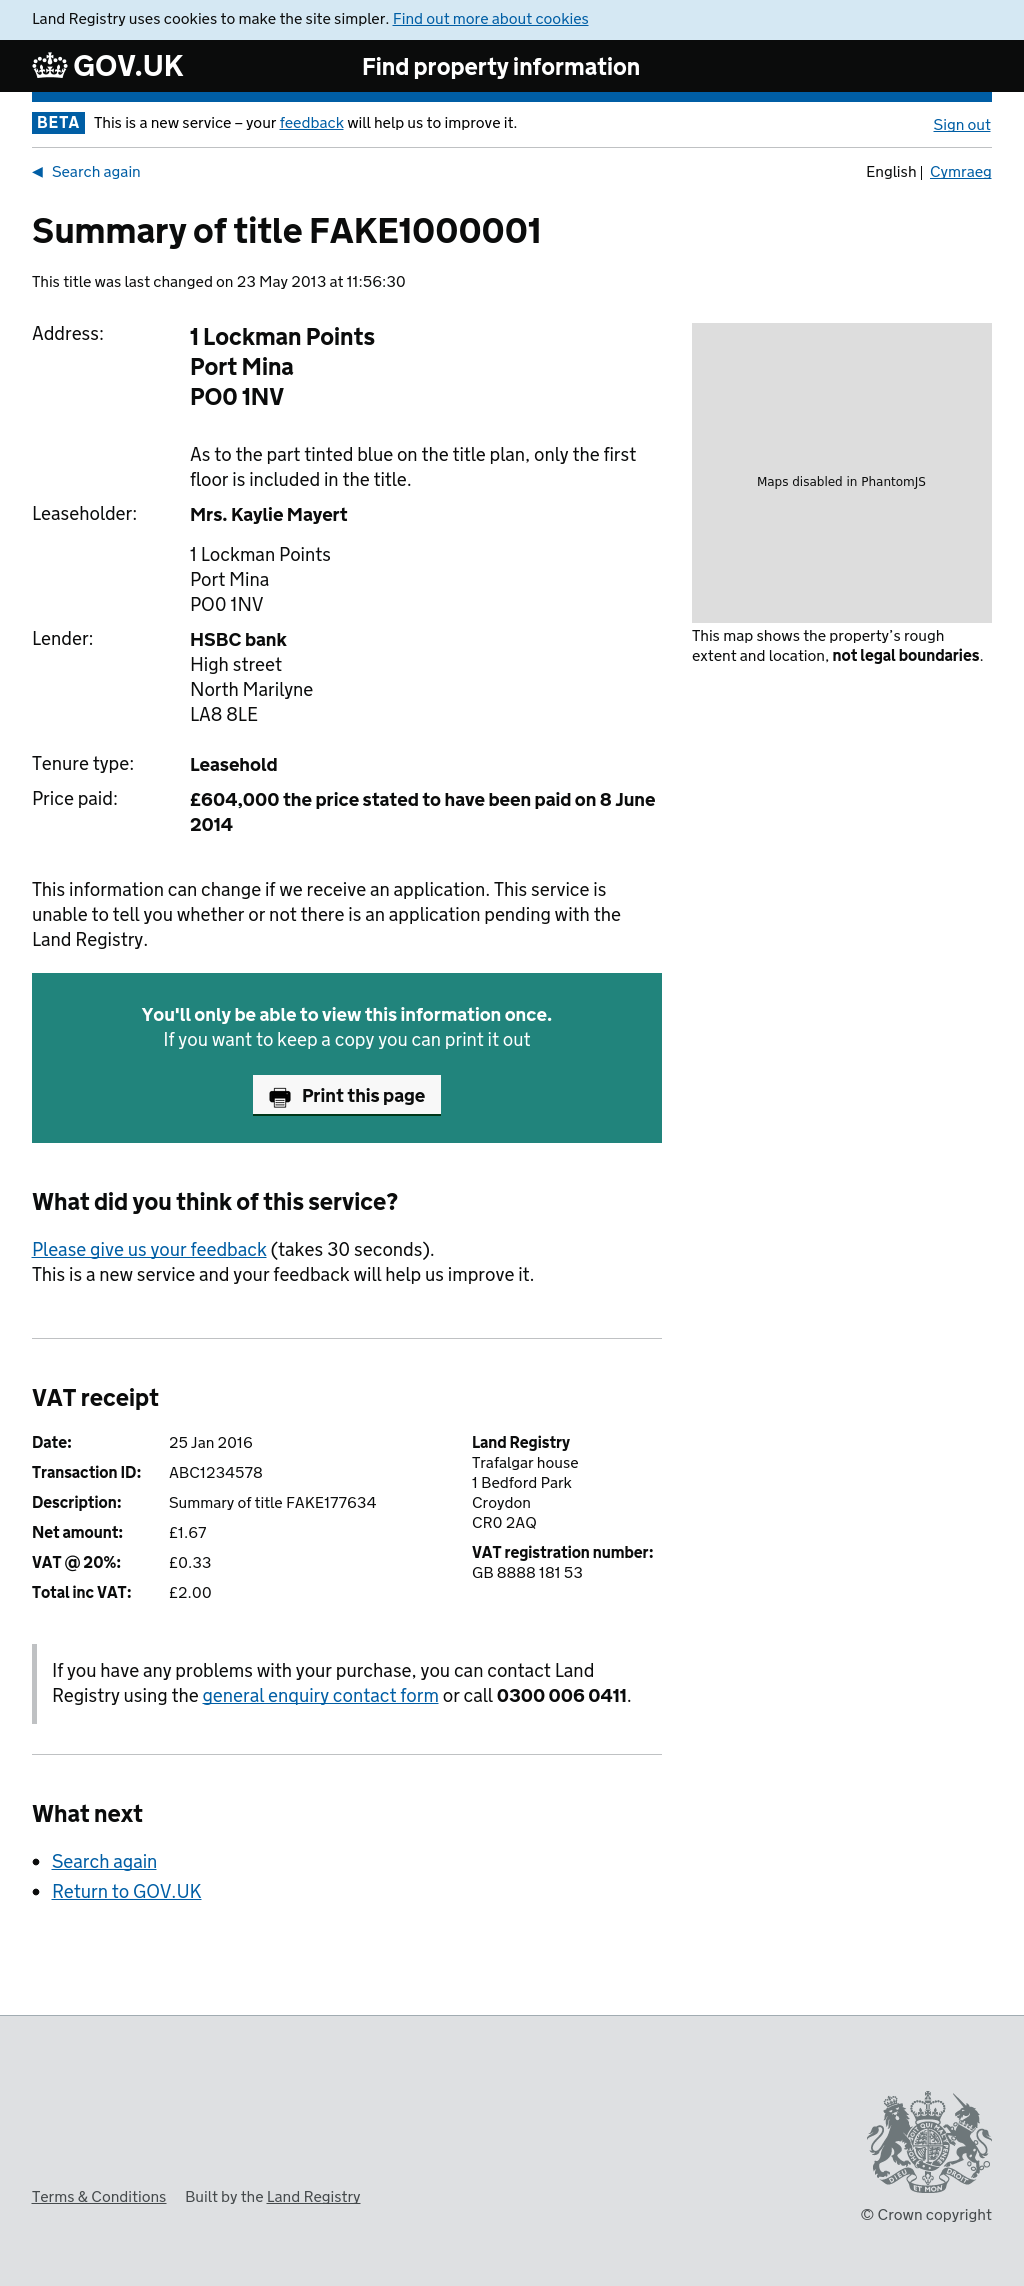 Land Registry uses cookies to make the site simpler. Find out more about cookies
GOV.UK
Find property information
BETA This is a new service – your feedback will help us to improve it.
Sign out
◀ Search again
English | Cymraeg
Summary of title FAKE1000001
This title was last changed on 23 May 2013 at 11:56:30
Address:
1 Lockman Points
Port Mina
PO0 1NV
As to the part tinted blue on the title plan, only the first
floor is included in the title.
Leaseholder:
Mrs. Kaylie Mayert
1 Lockman Points
Port Mina
PO0 1NV
Lender:
HSBC bank
High street
North Marilyne
LA8 8LE
Tenure type:
Leasehold
Price paid:
£604,000 the price stated to have been paid on 8 June
2014
Maps disabled in PhantomJS
This map shows the property’s rough
extent and location, not legal boundaries.
This information can change if we receive an application. This service is
unable to tell you whether or not there is an application pending with the
Land Registry.
You'll only be able to view this information once.
If you want to keep a copy you can print it out
Print this page
What did you think of this service?
Please give us your feedback (takes 30 seconds).
This is a new service and your feedback will help us improve it.
VAT receipt
Date: 25 Jan 2016
Transaction ID: ABC1234578
Description: Summary of title FAKE177634
Net amount: £1.67
VAT @ 20%: £0.33
Total inc VAT: £2.00
Land Registry
Trafalgar house
1 Bedford Park
Croydon
CR0 2AQ
VAT registration number:
GB 8888 181 53
If you have any problems with your purchase, you can contact Land
Registry using the general enquiry contact form or call 0300 006 0411.
What next
• Search again
• Return to GOV.UK
Terms & Conditions Built by the Land Registry
DIEU ET MON DROIT
© Crown copyright